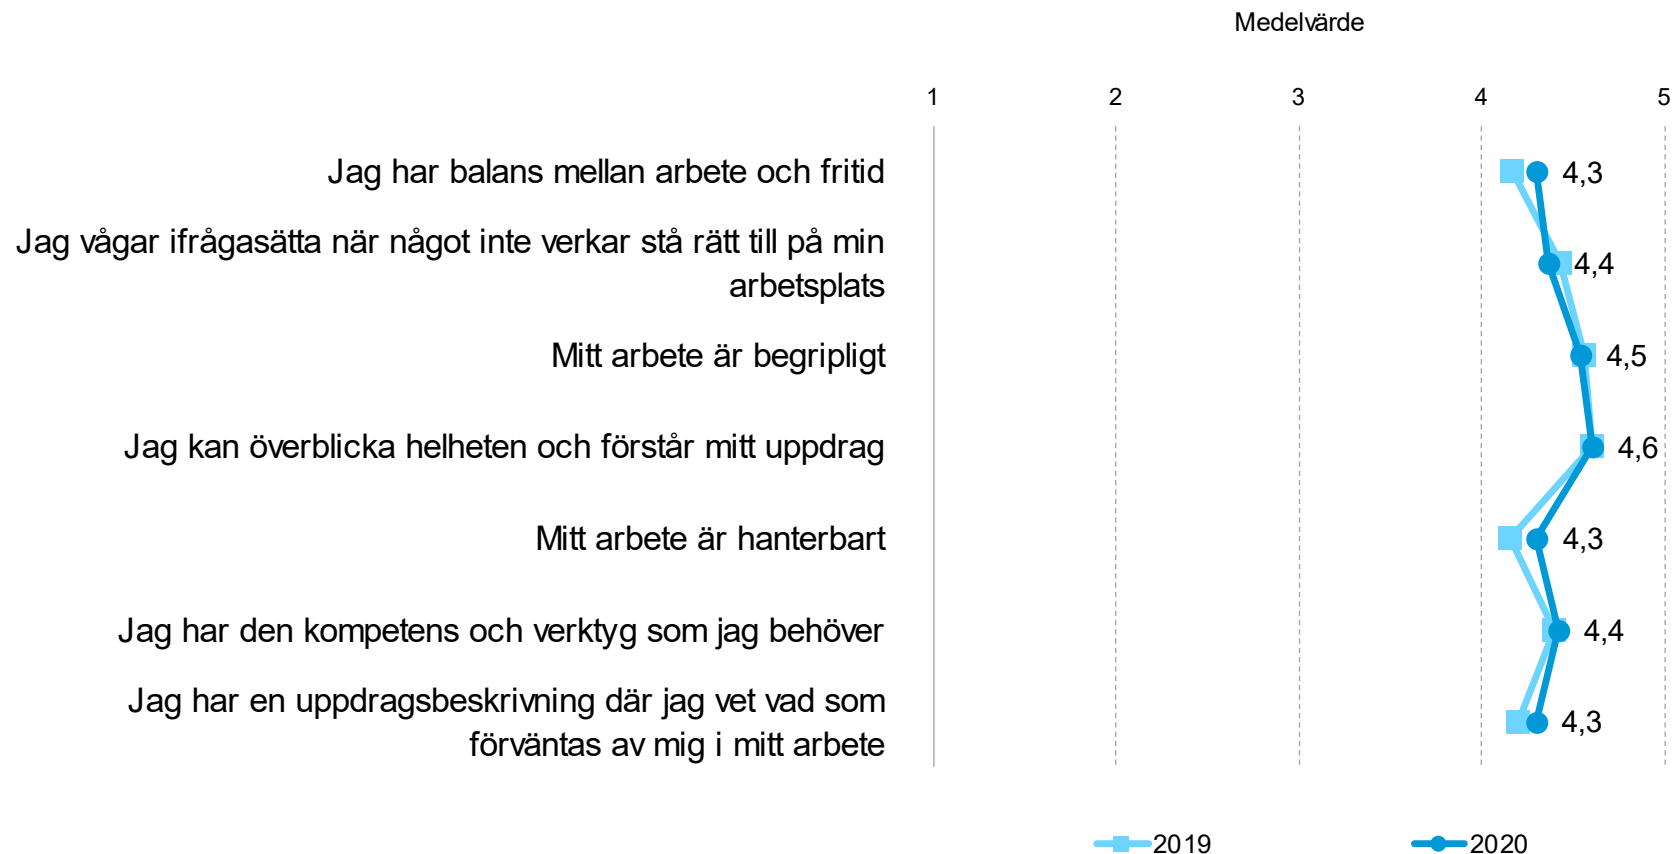 Medelvärde
1 2 3 4 5
Jag har balans mellan arbete och fritid 4,3
Jag vågar ifrågasätta när något inte verkar stå rätt till på min
arbetsplats 4,4
Mitt arbete är begripligt 4,5
Jag kan överblicka helheten och förstår mitt uppdrag 4,6
Mitt arbete är hanterbart 4,3
Jag har den kompetens och verktyg som jag behöver 4,4
Jag har en uppdragsbeskrivning där jag vet vad som
förväntas av mig i mitt arbete 4,3
2019 2020